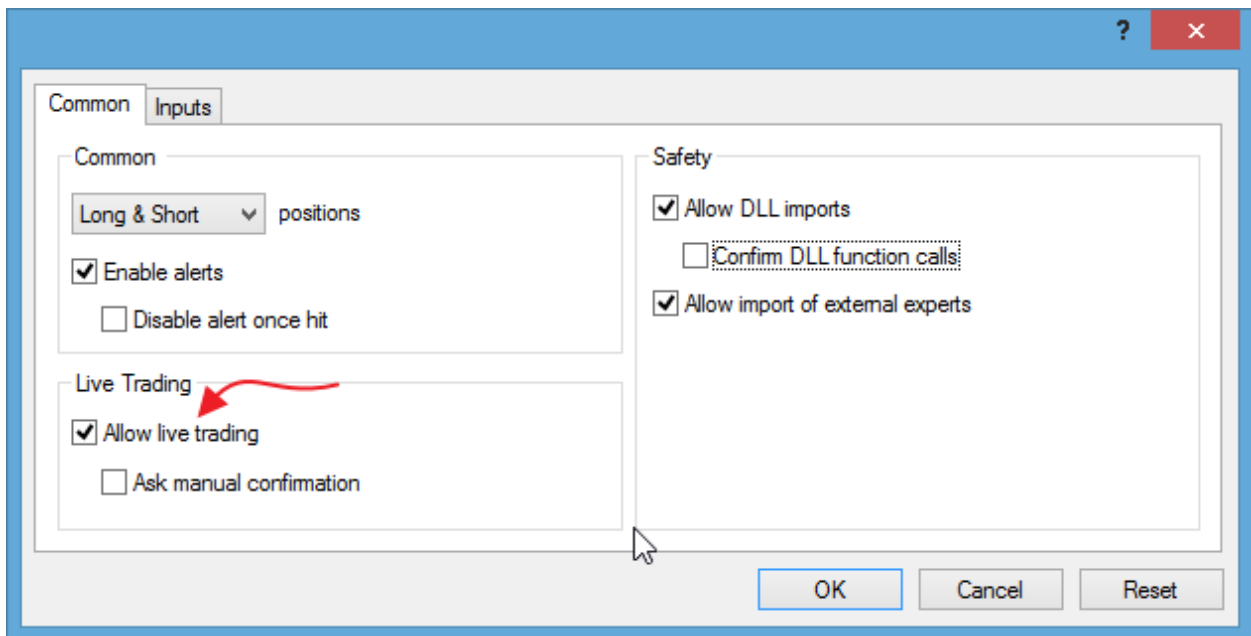 ?
Common
Inputs
Common
Long & Short
positions
Enable alerts
Disable alert once hit
Live Trading
Allow live trading
Ask manual confirmation
Safety
Allow DLL imports
Confirm DLL function calls
Allow import of external experts
OK
Cancel
Reset